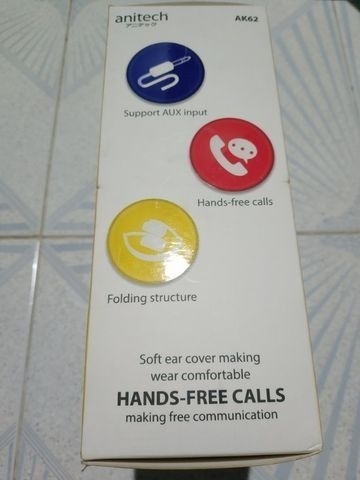 anitech
アニテック
AK62
Support AUX input
Hands-free calls
Folding structure
Soft ear cover making
wear comfortable
HANDS-FREE CALLS
making free communication